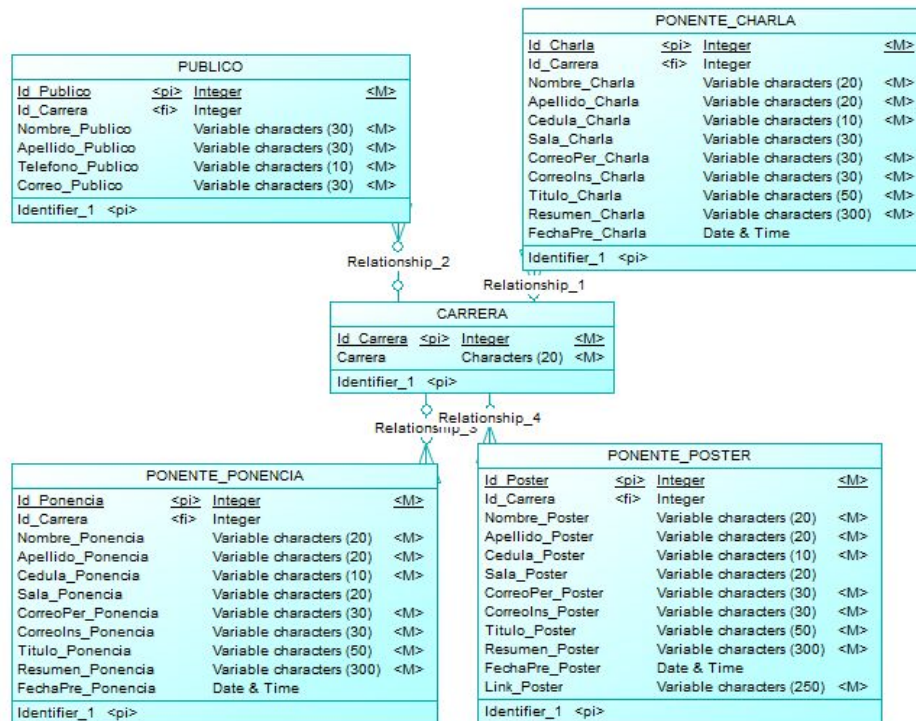 PUBLICO
Id_Publico <pi> Integer <M>
Id_Carrera <fi> Integer
Nombre_Publico Variable characters (30) <M>
Apellido_Publico Variable characters (30) <M>
Telefono_Publico Variable characters (10) <M>
Correo_Publico Variable characters (30) <M>
Identifier_1 <pi>
PONENTE_CHARLA
Id_Charla <pi> Integer <M>
Id_Carrera <fi> Integer
Nombre_Charla Variable characters (20) <M>
Apellido_Charla Variable characters (20) <M>
Cedula_Charla Variable characters (10) <M>
Sala_Charla Variable characters (30)
CorreoPer_Charla Variable characters (30) <M>
CorreoIns_Charla Variable characters (30) <M>
Titulo_Charla Variable characters (50) <M>
Resumen_Charla Variable characters (300) <M>
FechaPre_Charla Date & Time
Identifier_1 <pi>
Relationship_2
Relationship_1
CARRERA
Id_Carrera <pi> Integer <M>
Carrera Characters (20) <M>
Identifier_1 <pi>
Relationship_4
Relationship_3
PONENTE_PONENCIA
Id_Ponencia <pi> Integer <M>
Id_Carrera <fi> Integer
Nombre_Ponencia Variable characters (20) <M>
Apellido_Ponencia Variable characters (20) <M>
Cedula_Ponencia Variable characters (10) <M>
Sala_Ponencia Variable characters (20)
CorreoPer_Ponencia Variable characters (30) <M>
CorreoIns_Ponencia Variable characters (30) <M>
Titulo_Ponencia Variable characters (50) <M>
Resumen_Ponencia Variable characters (300) <M>
FechaPre_Ponencia Date & Time
Identifier_1 <pi>
PONENTE_POSTER
Id_Poster <pi> Integer <M>
Id_Carrera <fi> Integer
Nombre_Poster Variable characters (20) <M>
Apellido_Poster Variable characters (20) <M>
Cedula_Poster Variable characters (10) <M>
Sala_Poster Variable characters (20)
CorreoPer_Poster Variable characters (30) <M>
CorreoIns_Poster Variable characters (30) <M>
Titulo_Poster Variable characters (50) <M>
Resumen_Poster Variable characters (300) <M>
FechaPre_Poster Date & Time
Link_Poster Variable characters (250) <M>
Identifier_1 <pi>